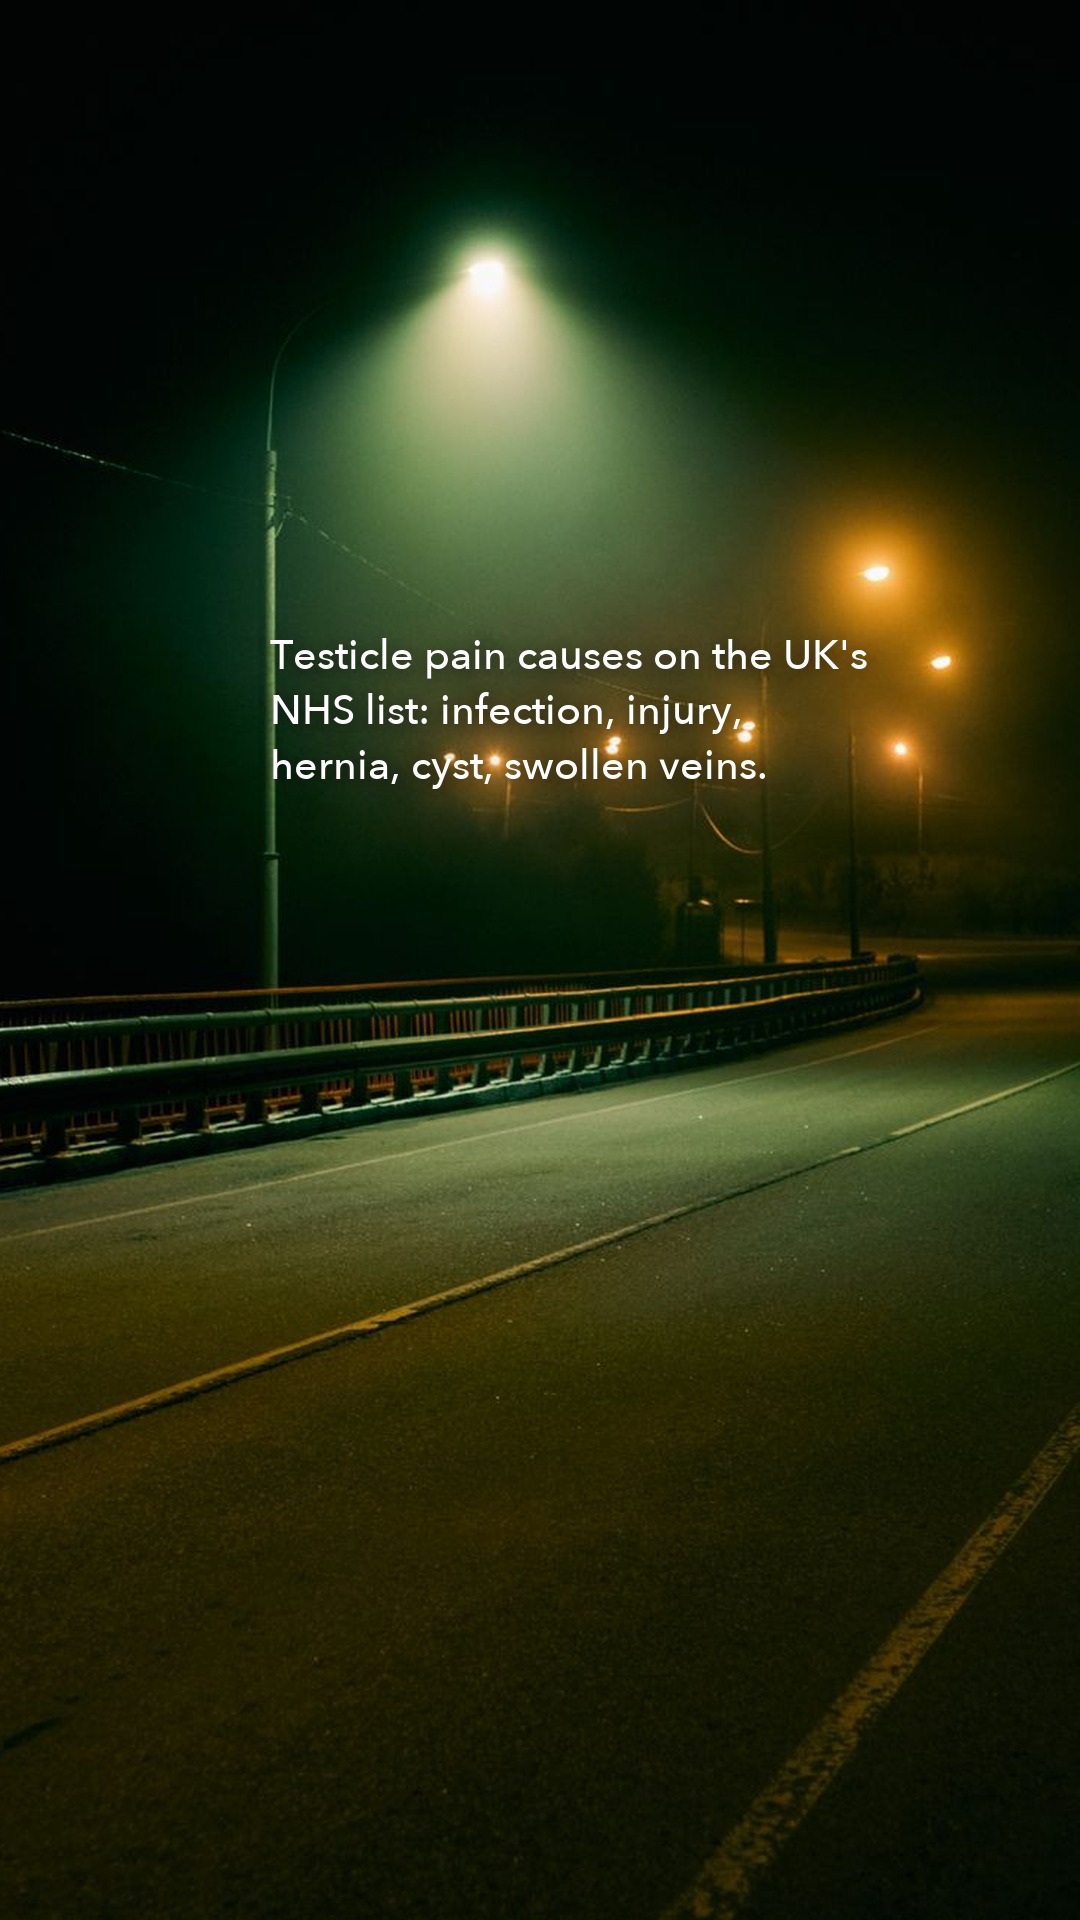 Testicle pain causes on the UK's
NHS list: infection, injury,
hernia, cyst, swollen veins.